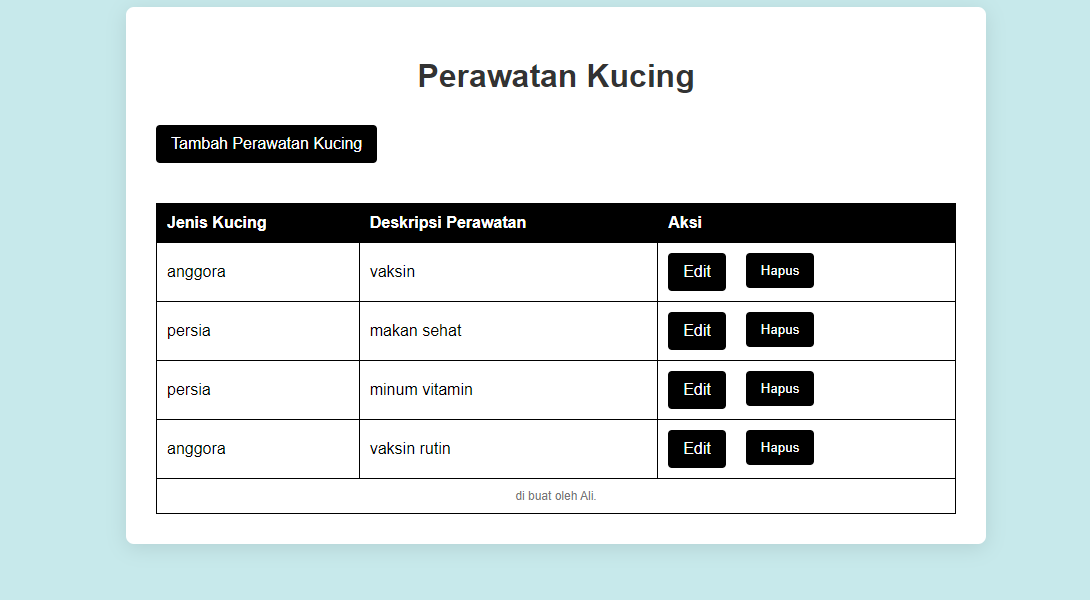 Perawatan Kucing
Tambah Perawatan Kucing
Jenis Kucing Deskripsi Perawatan Aksi
anggora vaksin Edit Hapus
persia makan sehat Edit Hapus
persia minum vitamin Edit Hapus
anggora vaksin rutin Edit Hapus
di buat oleh Ali.